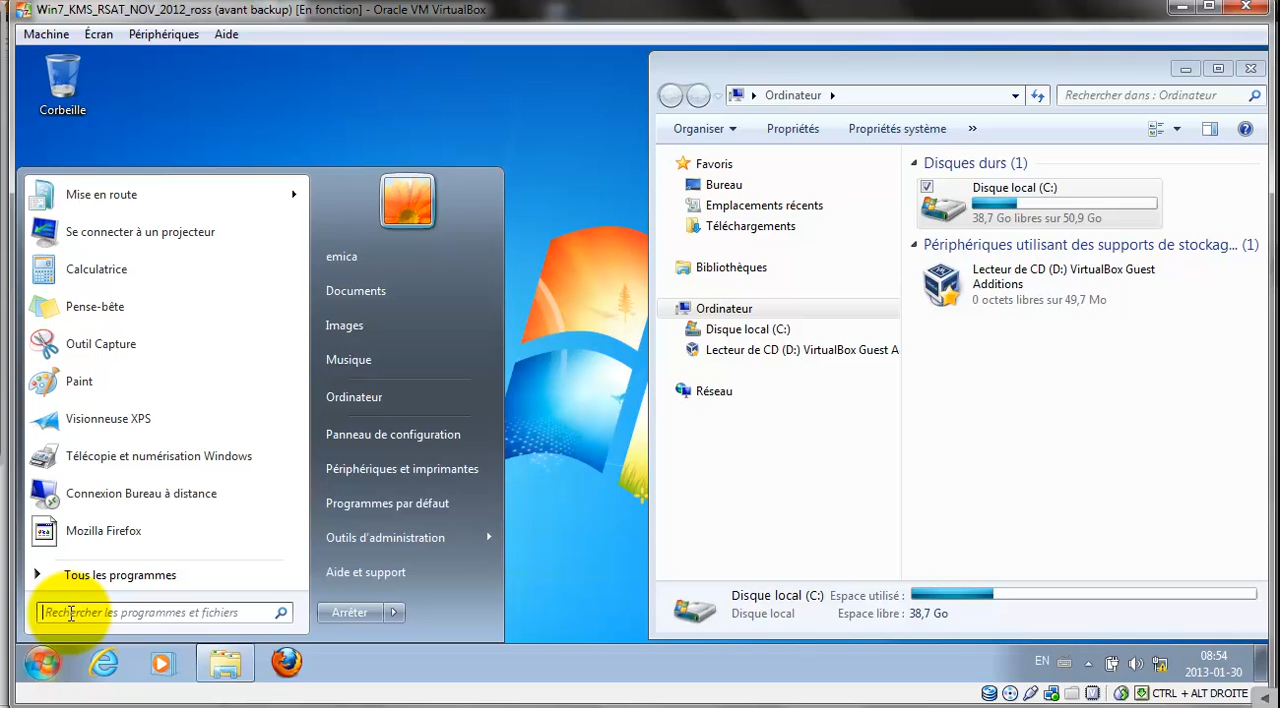 Win7_KMS_RSAT_NOV_2012_ross (avant backup) [En fonction] - Oracle VM VirtualBox
Machine Écran Périphériques Aide
Corbeille
Mise en route
Se connecter à un projecteur
Calculatrice
Pense-bête
Outil Capture
Paint
Visionneuse XPS
Télécopie et numérisation Windows
Connexion Bureau à distance
Mozilla Firefox
Tous les programmes
Rechercher les programmes et fichiers
emica
Documents
Images
Musique
Ordinateur
Panneau de configuration
Périphériques et imprimantes
Programmes par défaut
Outils d'administration
Aide et support
Arrêter
Ordinateur
Rechercher dans : Ordinateur
Organiser Propriétés Propriétés système »
Favoris
Bureau
Emplacements récents
Téléchargements
Bibliothèques
Ordinateur
Disque local (C:)
Lecteur de CD (D:) VirtualBox Guest A
Réseau
Disques durs (1)
Disque local (C:)
38,7 Go libres sur 50,9 Go
Périphériques utilisant des supports de stockag... (1)
Lecteur de CD (D:) VirtualBox Guest
Additions
0 octets libres sur 49,7 Mo
Disque local (C:) Espace utilisé :
Disque local Espace libre : 38,7 Go
EN
08:54
2013-01-30
CTRL + ALT DROITE